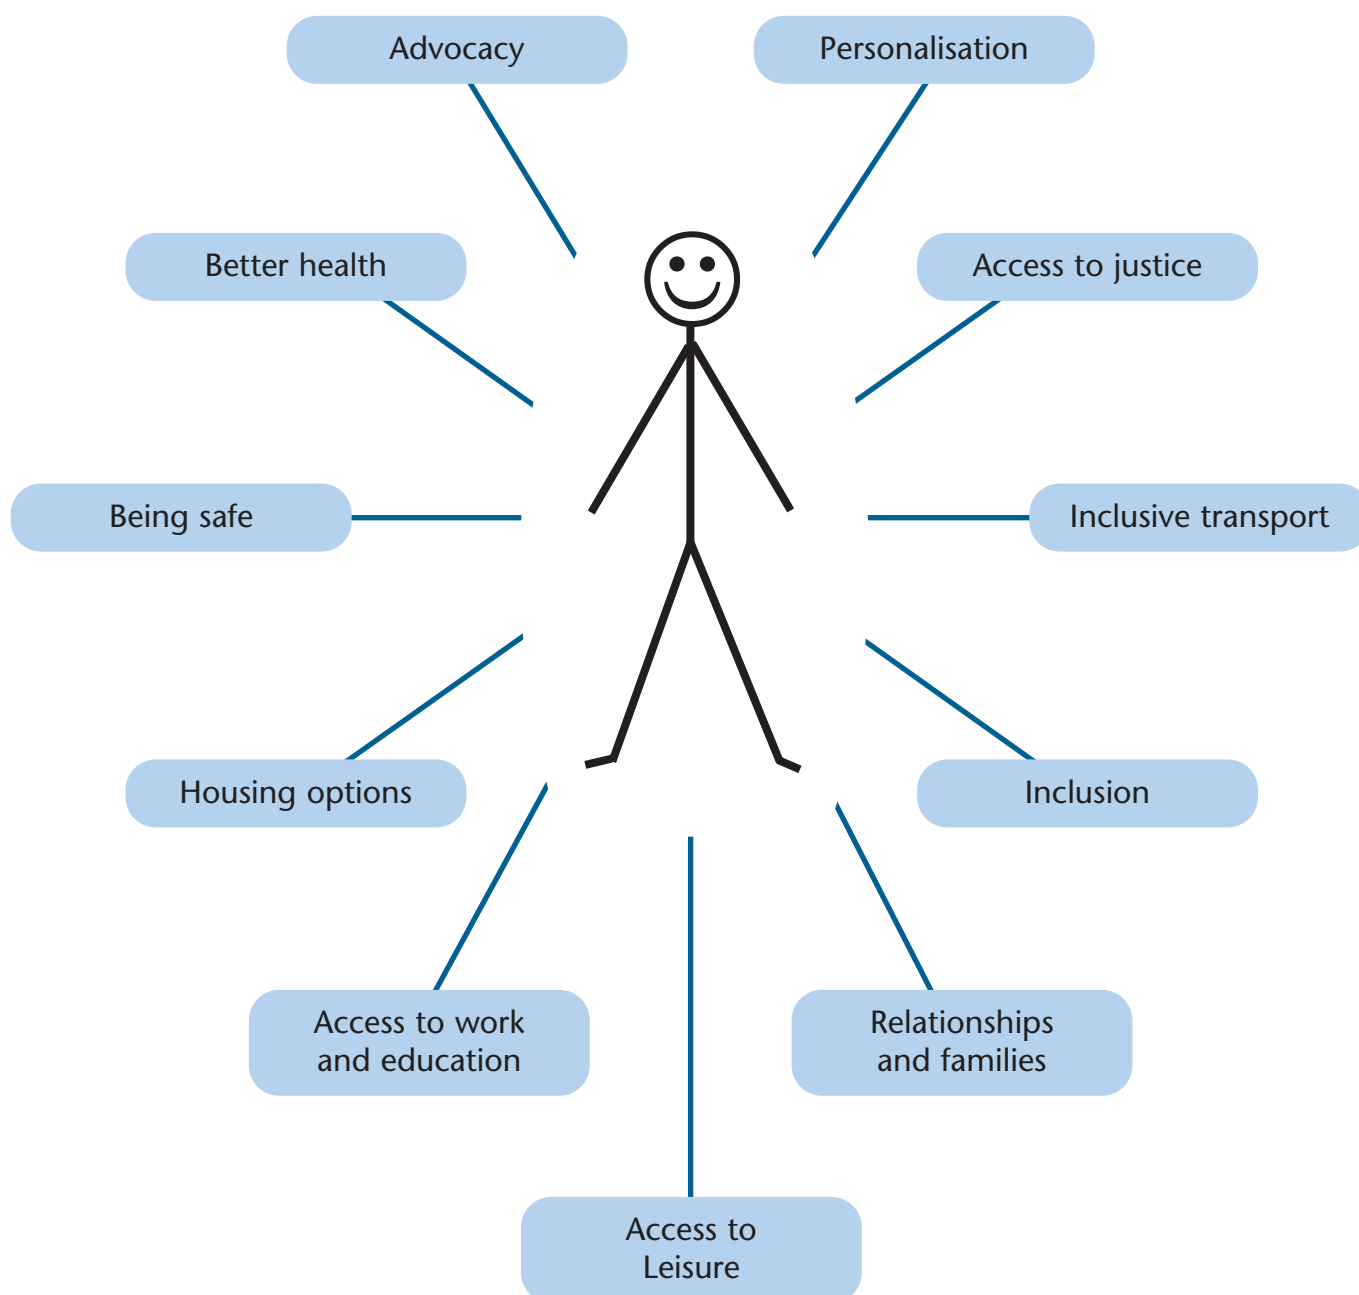 Advocacy
Personalisation
Better health
Access to justice
Being safe
Inclusive transport
Housing options
Inclusion
Access to work
and education
Relationships
and families
Access to
Leisure